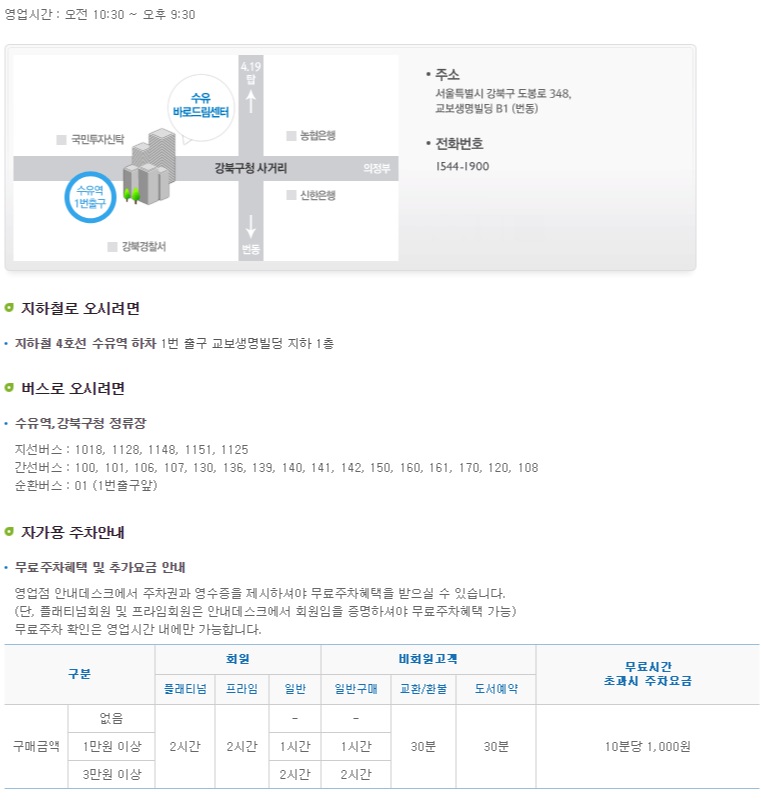 영업시간 : 오전 10:30 ~ 오후 9:30
4.19
탑
수유
바로드림센터
국민투자신탁
농협은행
강북구청 사거리
의정부
수유역
1번출구
신한은행
강북경찰서
번동
• 주소
서울특별시 강북구 도봉로 348,
교보생명빌딩 B1 (번동)
• 전화번호
1544-1900
지하철로 오시려면
• 지하철 4호선 수유역 하차 1번 출구 교보생명빌딩 지하 1층
버스로 오시려면
• 수유역,강북구청 정류장
지선버스 : 1018, 1128, 1148, 1151, 1125
간선버스 : 100, 101, 106, 107, 130, 136, 139, 140, 141, 142, 150, 160, 161, 170, 120, 108
순환버스 : 01 (1번출구앞)
자가용 주차안내
• 무료주차혜택 및 추가요금 안내
영업점 안내데스크에서 주차권과 영수증을 제시하셔야 무료주차혜택을 받으실 수 있습니다.
(단, 플래티넘회원 및 프라임회원은 안내데스크에서 회원임을 증명하셔야 무료주차혜택 가능)
무료주차 확인은 영업시간 내에만 가능합니다.
구분 회원 비회원고객 무료시간
초과시 주차요금
플래티넘 프라임 일반 일반구매 교환/환불 도서예약
없음 - -
구매금액 1만원 이상 2시간 2시간 1시간 1시간 30분 30분 10분당 1,000원
3만원 이상 2시간 2시간